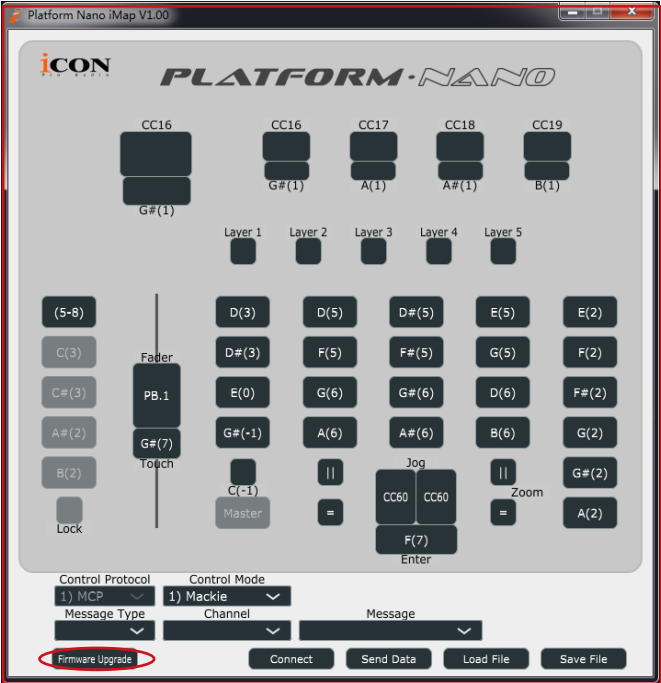 Platform Nano iMap V1.00
iCON
Pro Audio
PLATFORM·NANO
CC16 CC16 CC17 CC18 CC19
G#(1) A(1) A#(1) B(1)
G#(1)
Layer 1 Layer 2 Layer 3 Layer 4 Layer 5
(5-8) D(3) D(5) D#(5) E(5) E(2)
C(3) Fader D#(3) F(5) F#(5) G(5) F(2)
C#(3) PB.1 E(0) G(6) G#(6) D(6) F#(2)
A#(2) G#(7) G#(-1) A(6) A#(6) B(6) G(2)
Touch Jog
B(2) || || G#(2)
C(-1) CC60 CC60 Zoom
Master = = A(2)
Lock F(7)
Enter
Control Protocol Control Mode
1) MCP 1) Mackie
Message Type Channel Message
Firmware Upgrade Connect Send Data Load File Save File